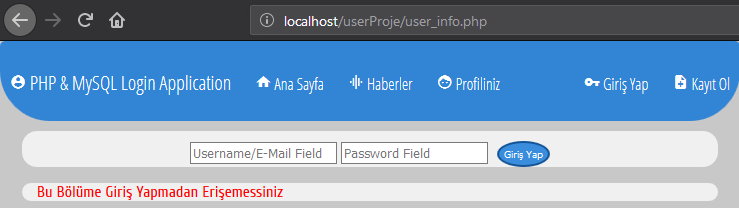 localhost/userProje/user_info.php
PHP & MySQL Login Application Ana Sayfa Haberler Profiliniz Giriş Yap Kayıt Ol
Username/E-Mail Field Password Field Giriş Yap
Bu Bölüme Giriş Yapmadan Erişemessiniz